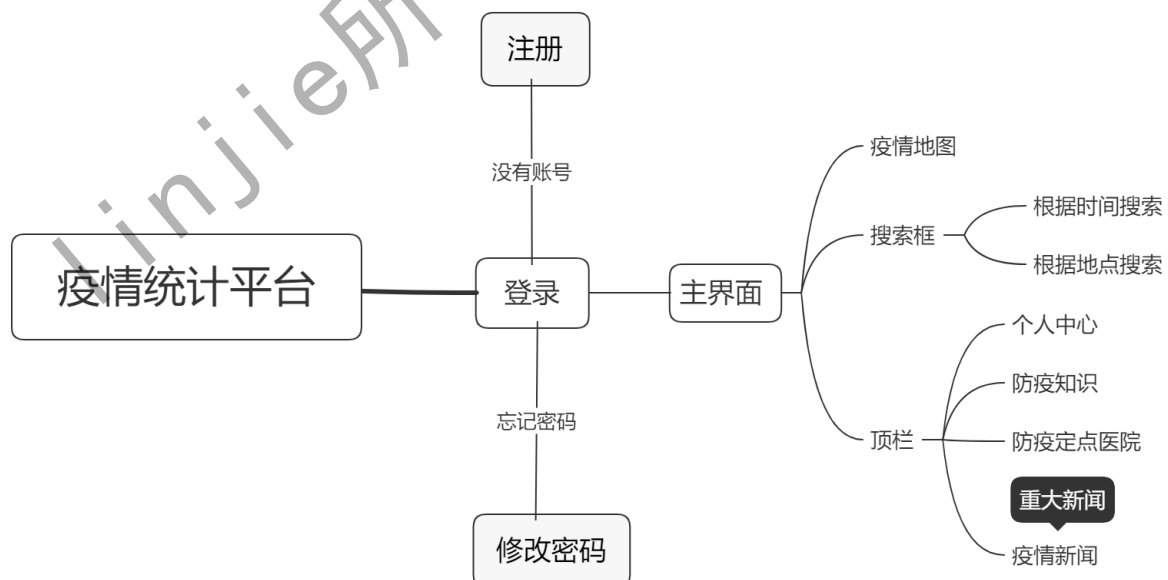 linjie所
注册
没有账号
疫情统计平台
登录
主界面
忘记密码
修改密码
疫情地图
搜索框
根据时间搜索
根据地点搜索
顶栏
个人中心
防疫知识
防疫定点医院
重大新闻
疫情新闻